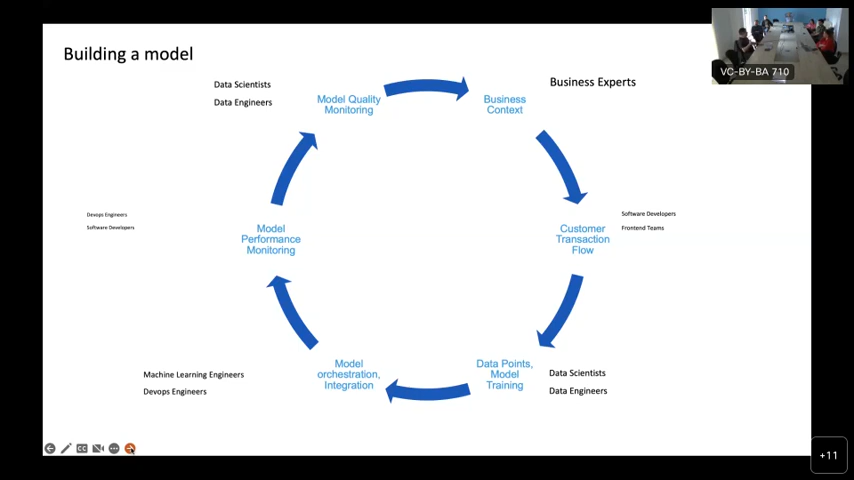 Building a model
Data Scientists
Data Engineers
Model Quality
Monitoring
Business
Context
Business Experts
VC-BY-BA 710
Devops Engineers
Software Developers
Model
Performance
Monitoring
Customer
Transaction
Flow
Software Developers
Frontend Teams
Machine Learning Engineers
Devops Engineers
Model
orchestration,
Integration
Data Points,
Model
Training
Data Scientists
Data Engineers
CC
+11